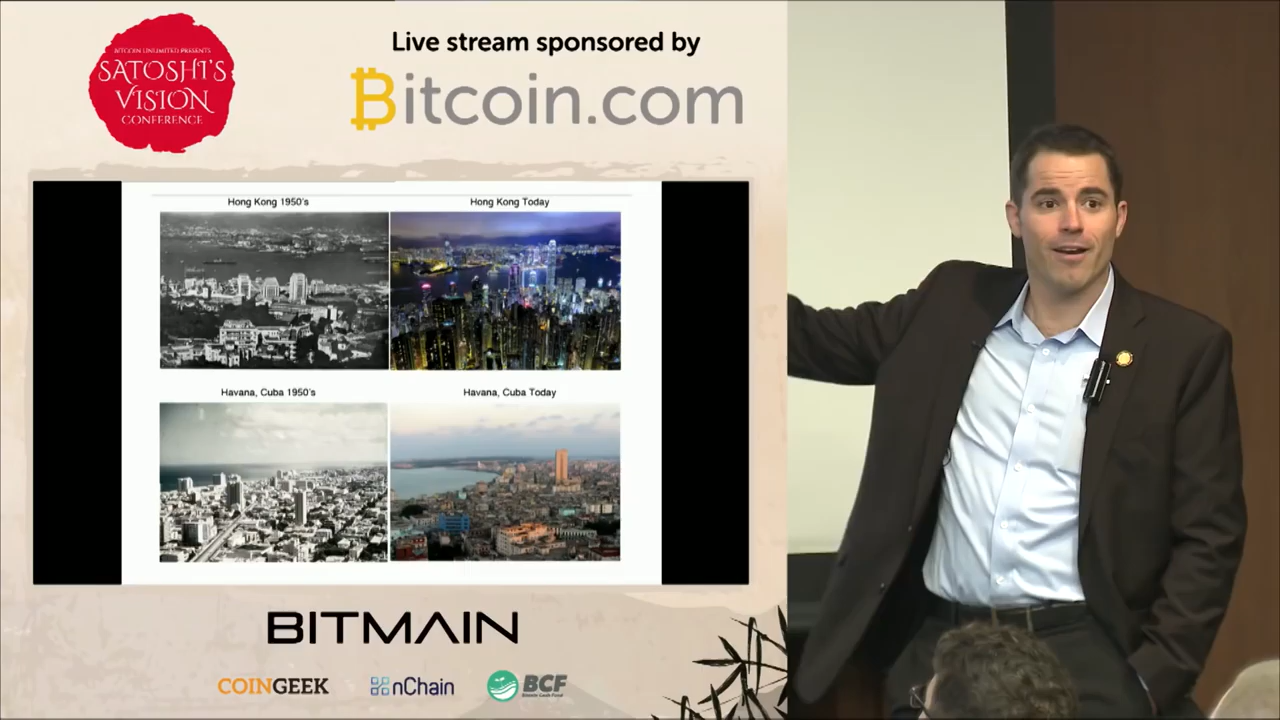 BITCOIN UNLIMITED PRESENTS
SATOSHI'S
VISION
CONFERENCE
Live stream sponsored by
Bitcoin.com
Hong Kong 1950's
Hong Kong Today
Havana, Cuba 1950's
Havana, Cuba Today
BITMAIN
COINGEEK
nChain
BCF